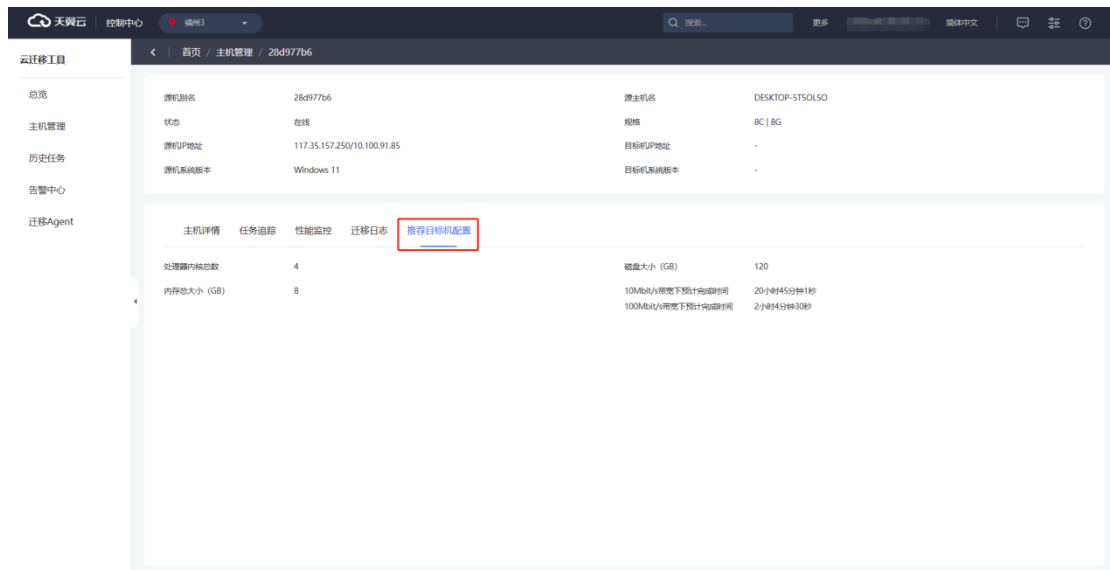 天翼云 控制中心 福州3 搜索... 更多 简体中文
云迁移工具
首页 / 主机管理 / 28d977b6
总览
主机管理
历史任务
告警中心
迁移Agent
源机别名 28d977b6 源主机名 DESKTOP-5T5OL5O
状态 在线 规格 8C | 8G
源机IP地址 117.35.157.250/10.100.91.85 目标机IP地址 -
源机系统版本 Windows 11 目标机系统版本 -
主机详情 任务追踪 性能监控 迁移日志 推荐目标机配置
处理器内核总数 4 磁盘大小 (GB) 120
内存总大小 (GB) 8 10Mbit/s带宽下预计完成时间 20小时45分钟1秒
100Mbit/s带宽下预计完成时间 2小时4分钟30秒